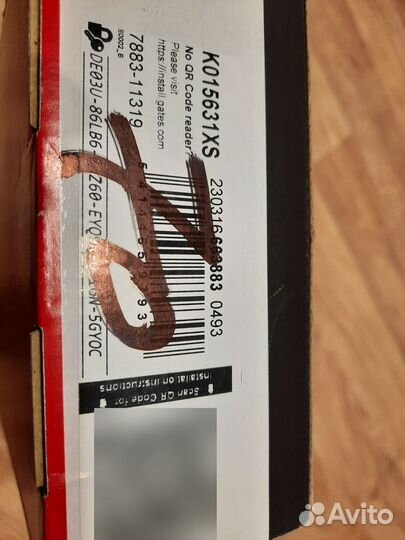 K015631XS
No QR Code reader?
Please visit
https://install.gates.com
7883-11319
SD002_B
230316 0493
Scan QR Code for
installation instructions
Avito